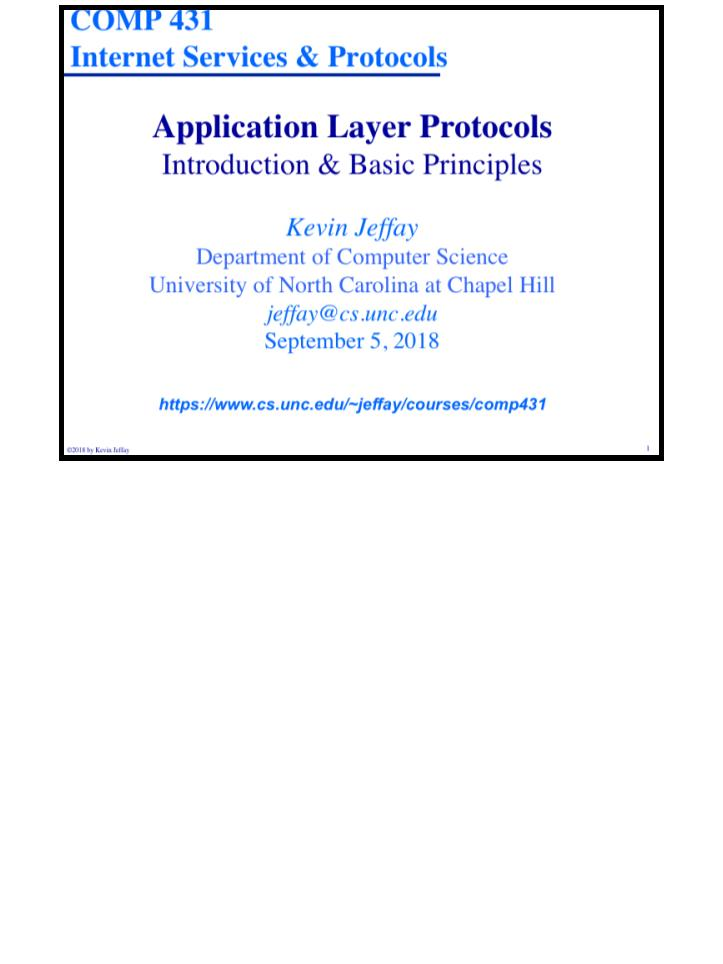 COMP 431
Internet Services & Protocols
Application Layer Protocols
Introduction & Basic Principles
Kevin Jeffay
Department of Computer Science
University of North Carolina at Chapel Hill
jeffay@cs.unc.edu
September 5, 2018
https://www.cs.unc.edu/~jeffay/courses/comp431
©2018 by Kevin Jeffay
1